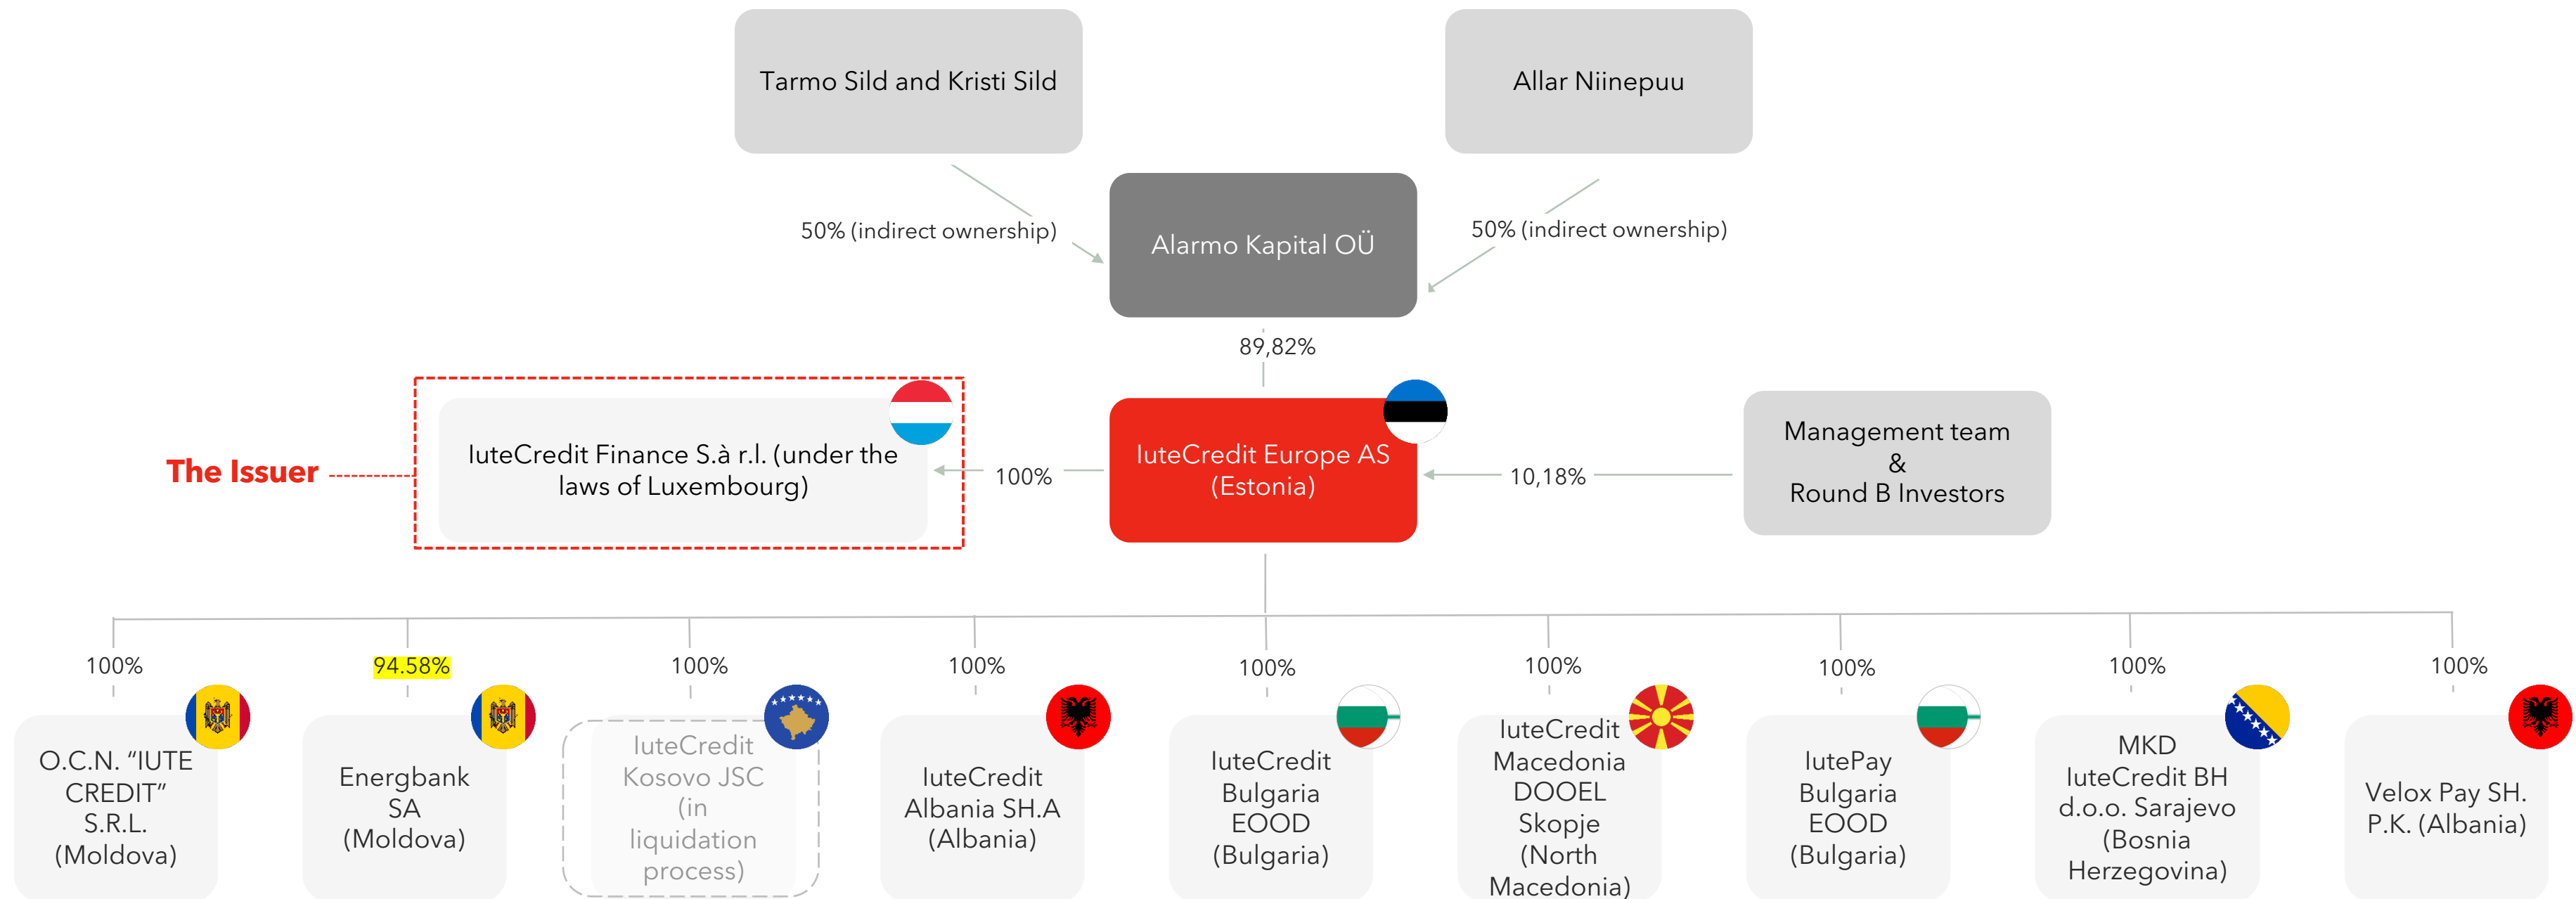 Tarmo Sild and Kristi Sild
Allar Niinepuu
50% (indirect ownership)
Alarmo Kapital OÜ
50% (indirect ownership)
89,82%
The Issuer
IuteCredit Finance S.à r.l. (under the
laws of Luxembourg)
100%
IuteCredit Europe AS
(Estonia)
10,18%
Management team
&
Round B Investors
100%
94.58%
100%
100%
100%
100%
100%
100%
100%
O.C.N. “IUTE
CREDIT”
S.R.L.
(Moldova)
Energbank
SA
(Moldova)
IuteCredit
Kosovo JSC
(in
liquidation
process)
IuteCredit
Albania SH.A
(Albania)
IuteCredit
Bulgaria
EOOD
(Bulgaria)
IuteCredit
Macedonia
DOOEL
Skopje
(North
Macedonia)
IutePay
Bulgaria
EOOD
(Bulgaria)
MKD
IuteCredit BH
d.o.o. Sarajevo
(Bosnia
Herzegovina)
Velox Pay SH.
P.K. (Albania)